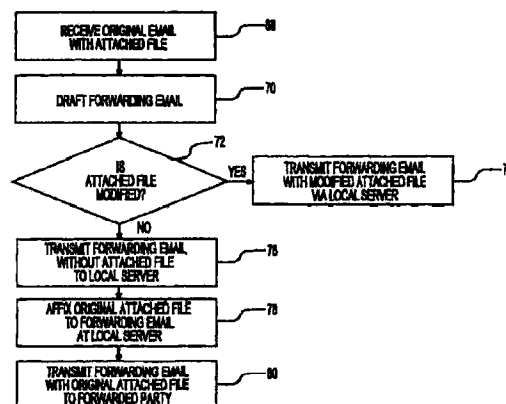 RECEIVE ORIGINAL EMAIL
WITH ATTACHED FILE
68
DRAFT FORWARDING EMAIL
70
72
IS
ATTACHED FILE
MODIFIED?
YES
TRANSMIT FORWARDING EMAIL
WITH MODIFIED ATTACHED FILE
VIA LOCAL SERVER
NO
TRANSMIT FORWARDING EMAIL
WITHOUT ATTACHED FILE
TO LOCAL SERVER
76
AFFIX ORIGINAL ATTACHED FILE
TO FORWARDING EMAIL
AT LOCAL SERVER
78
TRANSMIT FORWARDING EMAIL
WITH ORIGINAL ATTACHED FILE
TO FORWARDED PARTY
80